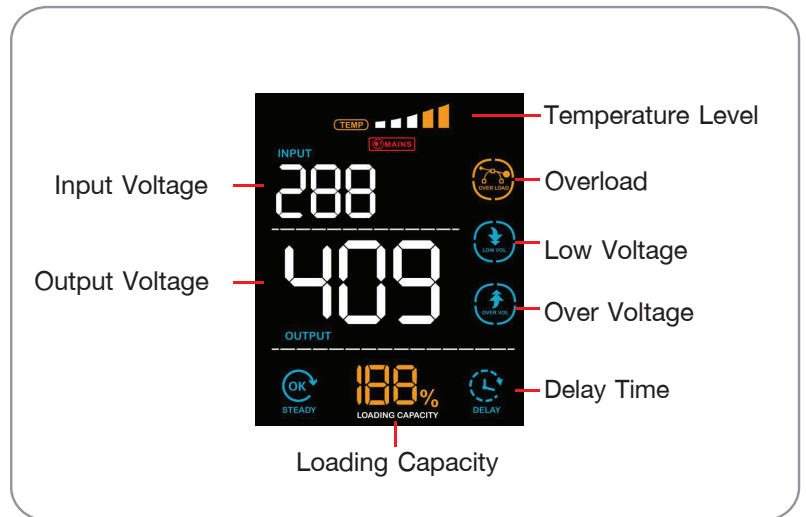 TEMP
Temperature Level
MAINS
INPUT
Input Voltage
288
OVER LOAD
Overload
LOW VOL
Low Voltage
Output Voltage
409
OVER VOL
Over Voltage
OUTPUT
OK
STEADY
188%
LOADING CAPACITY
DELAY
Delay Time
Loading Capacity